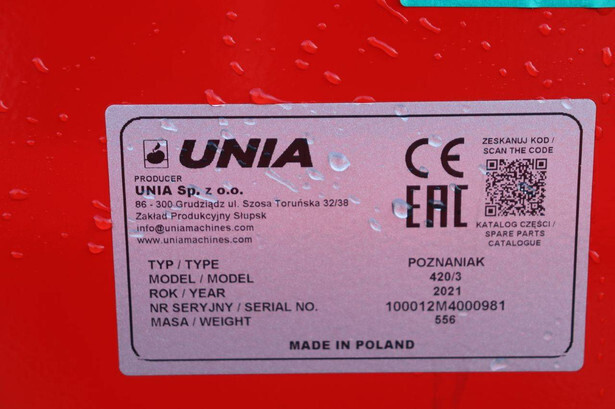 UNIA
PRODUCER
UNIA Sp. z o.o.
86 - 300 Grudziądz ul. Szosa Toruńska 32/38
Zakład Produkcyjny Słupsk
info@uniamachines.com
www.uniamachines.com
CE
EAC
ZESKANUJ KOD /
SCAN THE CODE
KATALOG CZĘŚCI /
SPARE PARTS
CATALOGUE
TYP / TYPE POZNANIAK
MODEL / MODEL 420/3
ROK / YEAR 2021
NR SERYJNY / SERIAL NO. 100012M4000981
MASA / WEIGHT 556
MADE IN POLAND